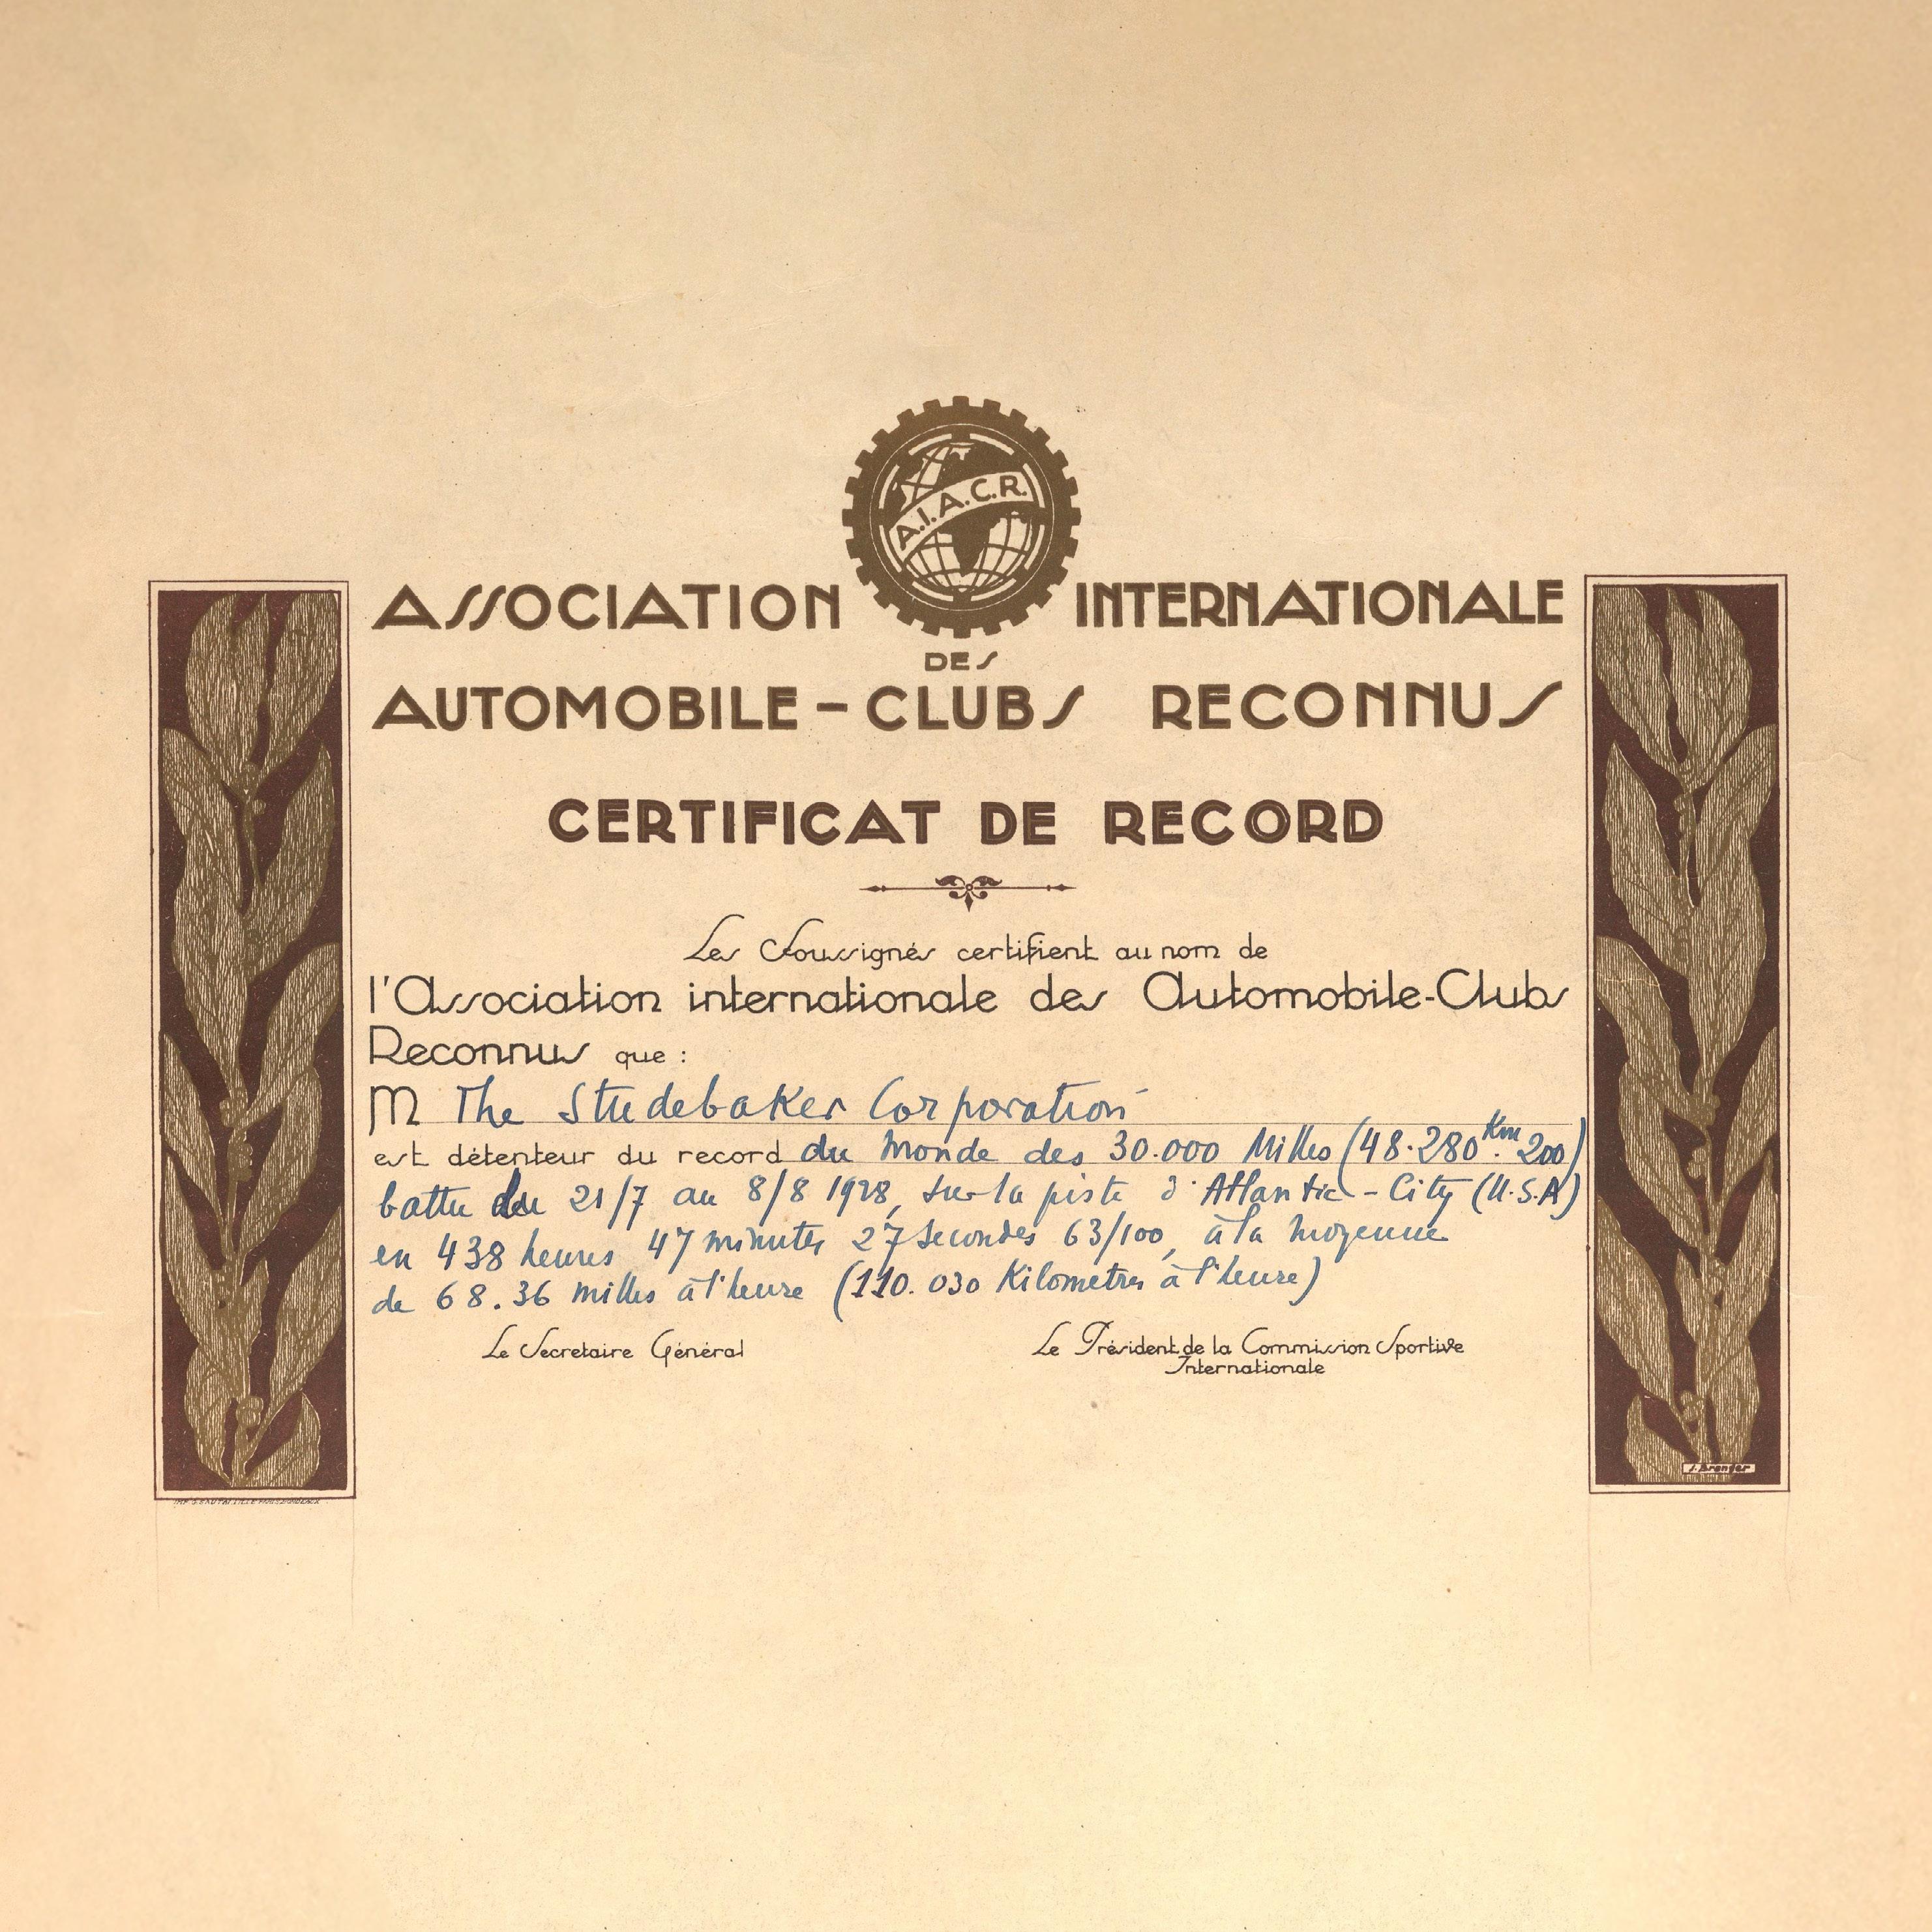 A.I.A.C.R.
ASSOCIATION INTERNATIONALE
DES
AUTOMOBILE-CLUBS RECONNUS
CERTIFICAT DE RECORD
Les Soussignés certifient au nom de
l'Association internationale des Automobile-Clubs
Reconnus que :
M The Studebaker Corporation
est détenteur du record du Monde des 30.000 Milles (48.280.Km 200)
battu du 21/7 au 8/8 1928, sur la piste d'Atlantic-City (U.S.A)
en 438 heures 47 minutes 27 secondes 63/100, à la moyenne
de 68.36 milles à l'heure (110.030 Kilomètres à l'heure)
Le Secretaire Général
Le Président de la Commission Sportive
Internationale